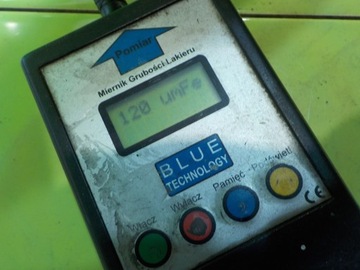 Pomiar
Miernik Grubości Lakieru
120 umFe
BLUE
TECHNOLOGY
Włącz Wyłącz Pamięć Podświetl
CE